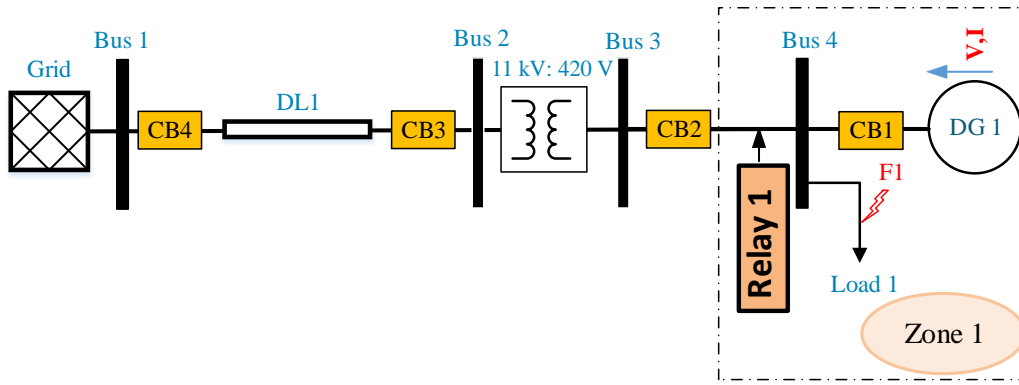 Grid
Bus 1
CB4
DL1
CB3
Bus 2
11 kV: 420 V
Bus 3
CB2
Relay 1
Bus 4
CB1
V,I
DG 1
F1
Load 1
Zone 1